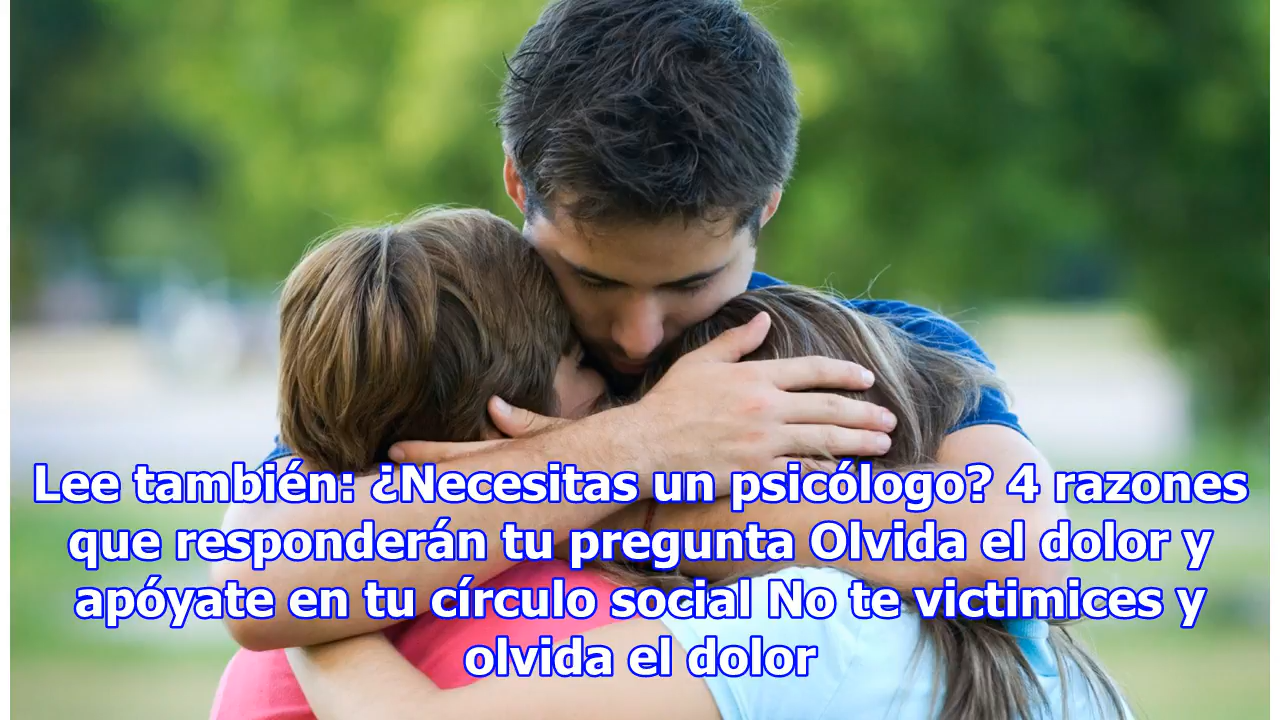 Lee también: ¿Necesitas un psicólogo? 4 razones
que responderán tu pregunta Olvida el dolor y
apóyate en tu círculo social No te victimices y
olvida el dolor